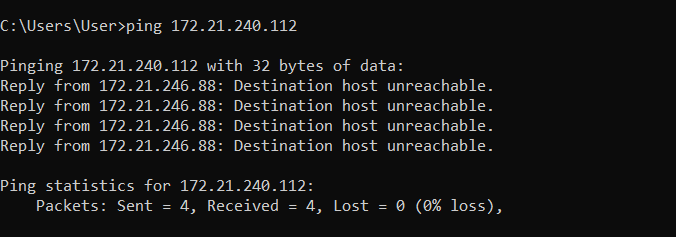 C:\Users\User>ping 172.21.240.112
Pinging 172.21.240.112 with 32 bytes of data:
Reply from 172.21.246.88: Destination host unreachable.
Reply from 172.21.246.88: Destination host unreachable.
Reply from 172.21.246.88: Destination host unreachable.
Reply from 172.21.246.88: Destination host unreachable.
Ping statistics for 172.21.240.112:
    Packets: Sent = 4, Received = 4, Lost = 0 (0% loss),